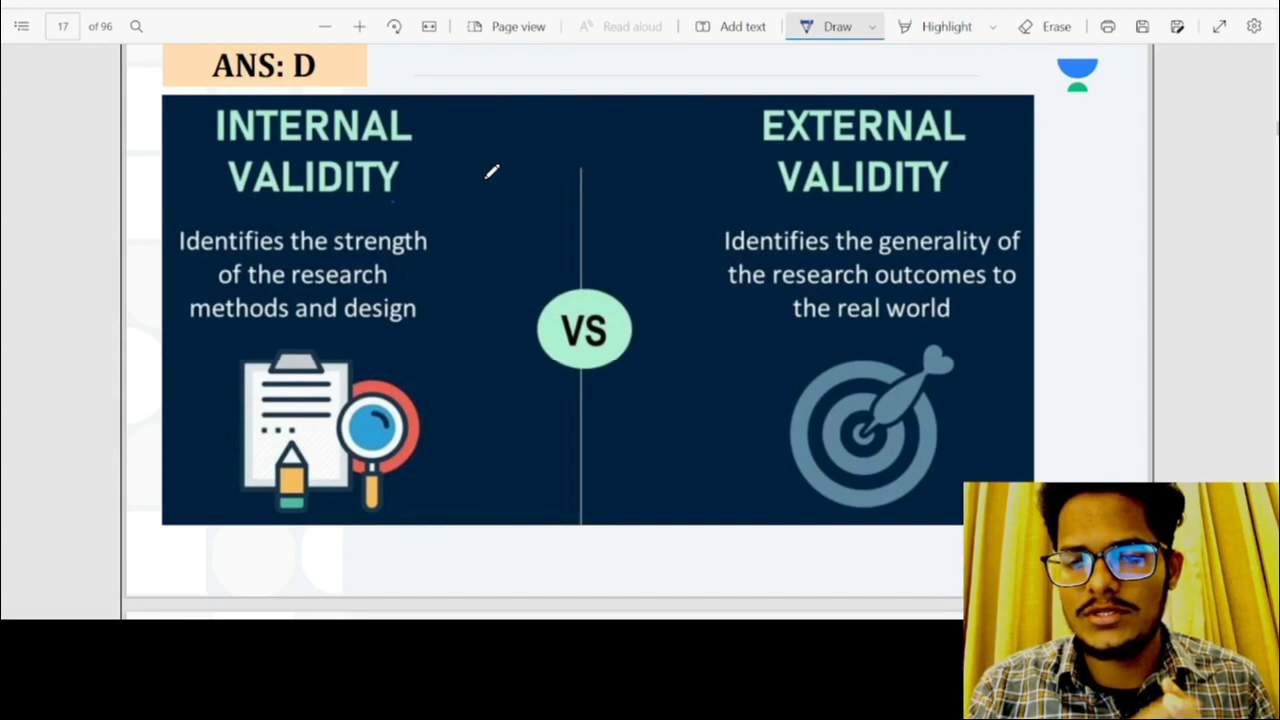 17 of 96
Page view
Read aloud
Add text
Draw
Highlight
Erase
ANS: D
INTERNAL
VALIDITY
Identifies the strength
of the research
methods and design
VS
EXTERNAL
VALIDITY
Identifies the generality of
the research outcomes to
the real world